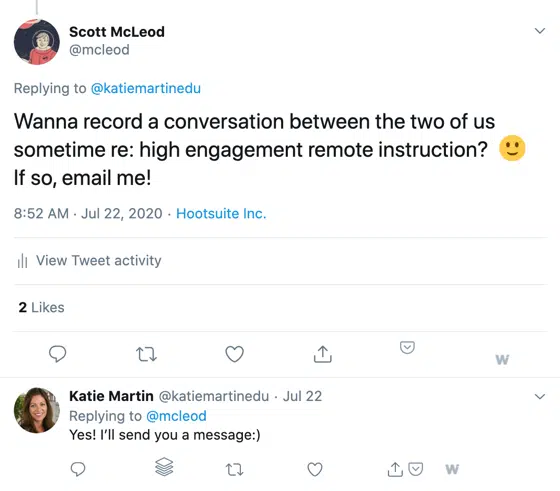 Scott McLeod
@mcleod
Replying to @katiemartinedu
Wanna record a conversation between the two of us
sometime re: high engagement remote instruction? 🙂
If so, email me!
8:52 AM · Jul 22, 2020 · Hootsuite Inc.
View Tweet activity
2 Likes
W
Katie Martin @katiemartinedu · Jul 22
Replying to @mcleod
Yes! I’ll send you a message:)
W